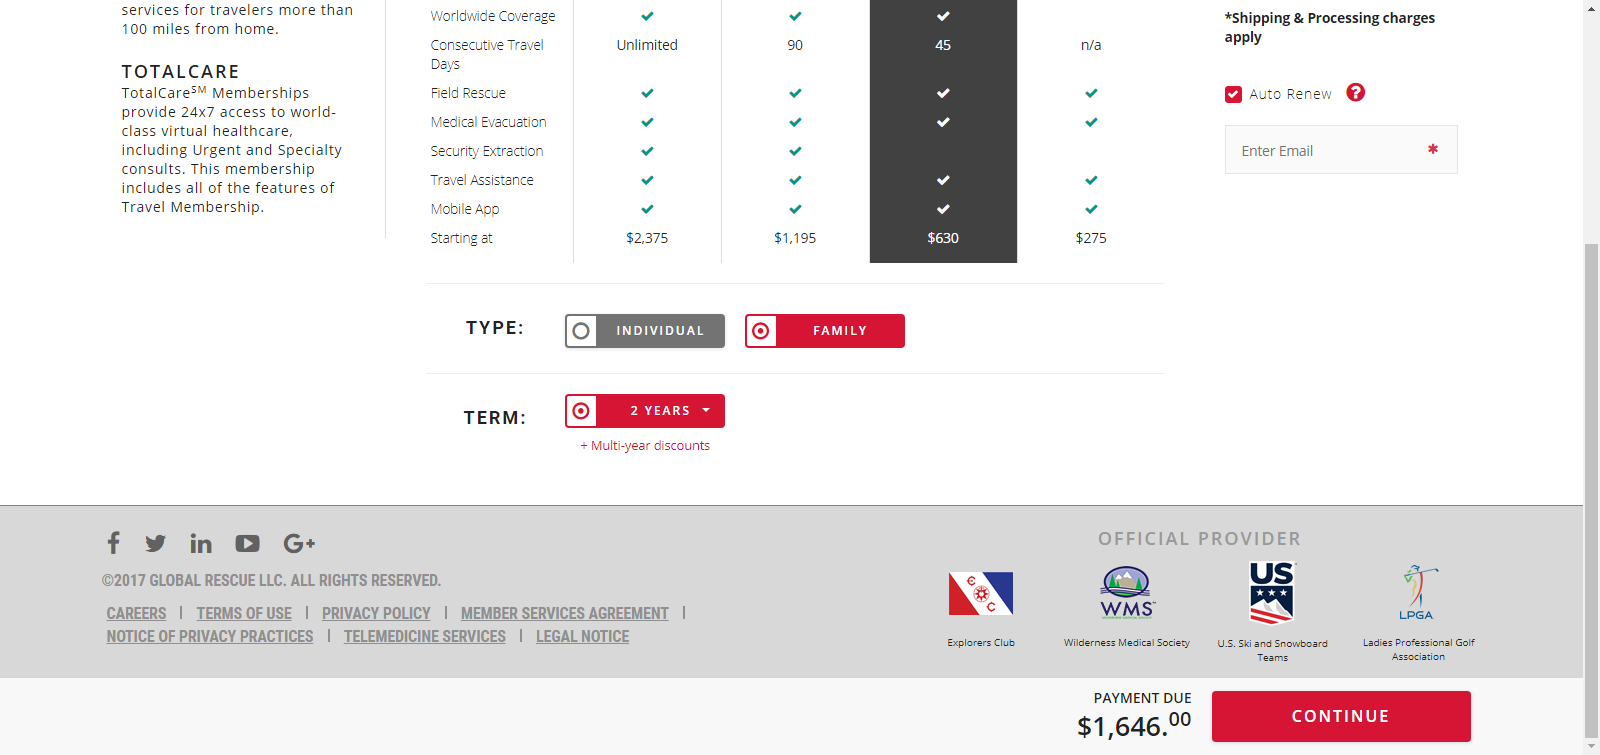 services for travelers more than
100 miles from home.
TOTALCARE
TotalCareSM Memberships
provide 24x7 access to world-
class virtual healthcare,
including Urgent and Specialty
consults. This membership
includes all of the features of
Travel Membership.
Worldwide Coverage
Consecutive Travel Unlimited 90 45 n/a
Days
Field Rescue
Medical Evacuation
Security Extraction
Travel Assistance
Mobile App
Starting at $2,375 $1,195 $630 $275
*Shipping & Processing charges
apply
Auto Renew ?
Enter Email *
TYPE: INDIVIDUAL FAMILY
TERM: 2 YEARS
+ Multi-year discounts
f in G+
©2017 GLOBAL RESCUE LLC. ALL RIGHTS RESERVED.
CAREERS | TERMS OF USE | PRIVACY POLICY | MEMBER SERVICES AGREEMENT |
NOTICE OF PRIVACY PRACTICES | TELEMEDICINE SERVICES | LEGAL NOTICE
OFFICIAL PROVIDER
E C C
WMS
US
LPGA
Explorers Club
Wilderness Medical Society
U.S. Ski and Snowboard
Teams
Ladies Professional Golf
Association
PAYMENT DUE
$1,646.00
CONTINUE